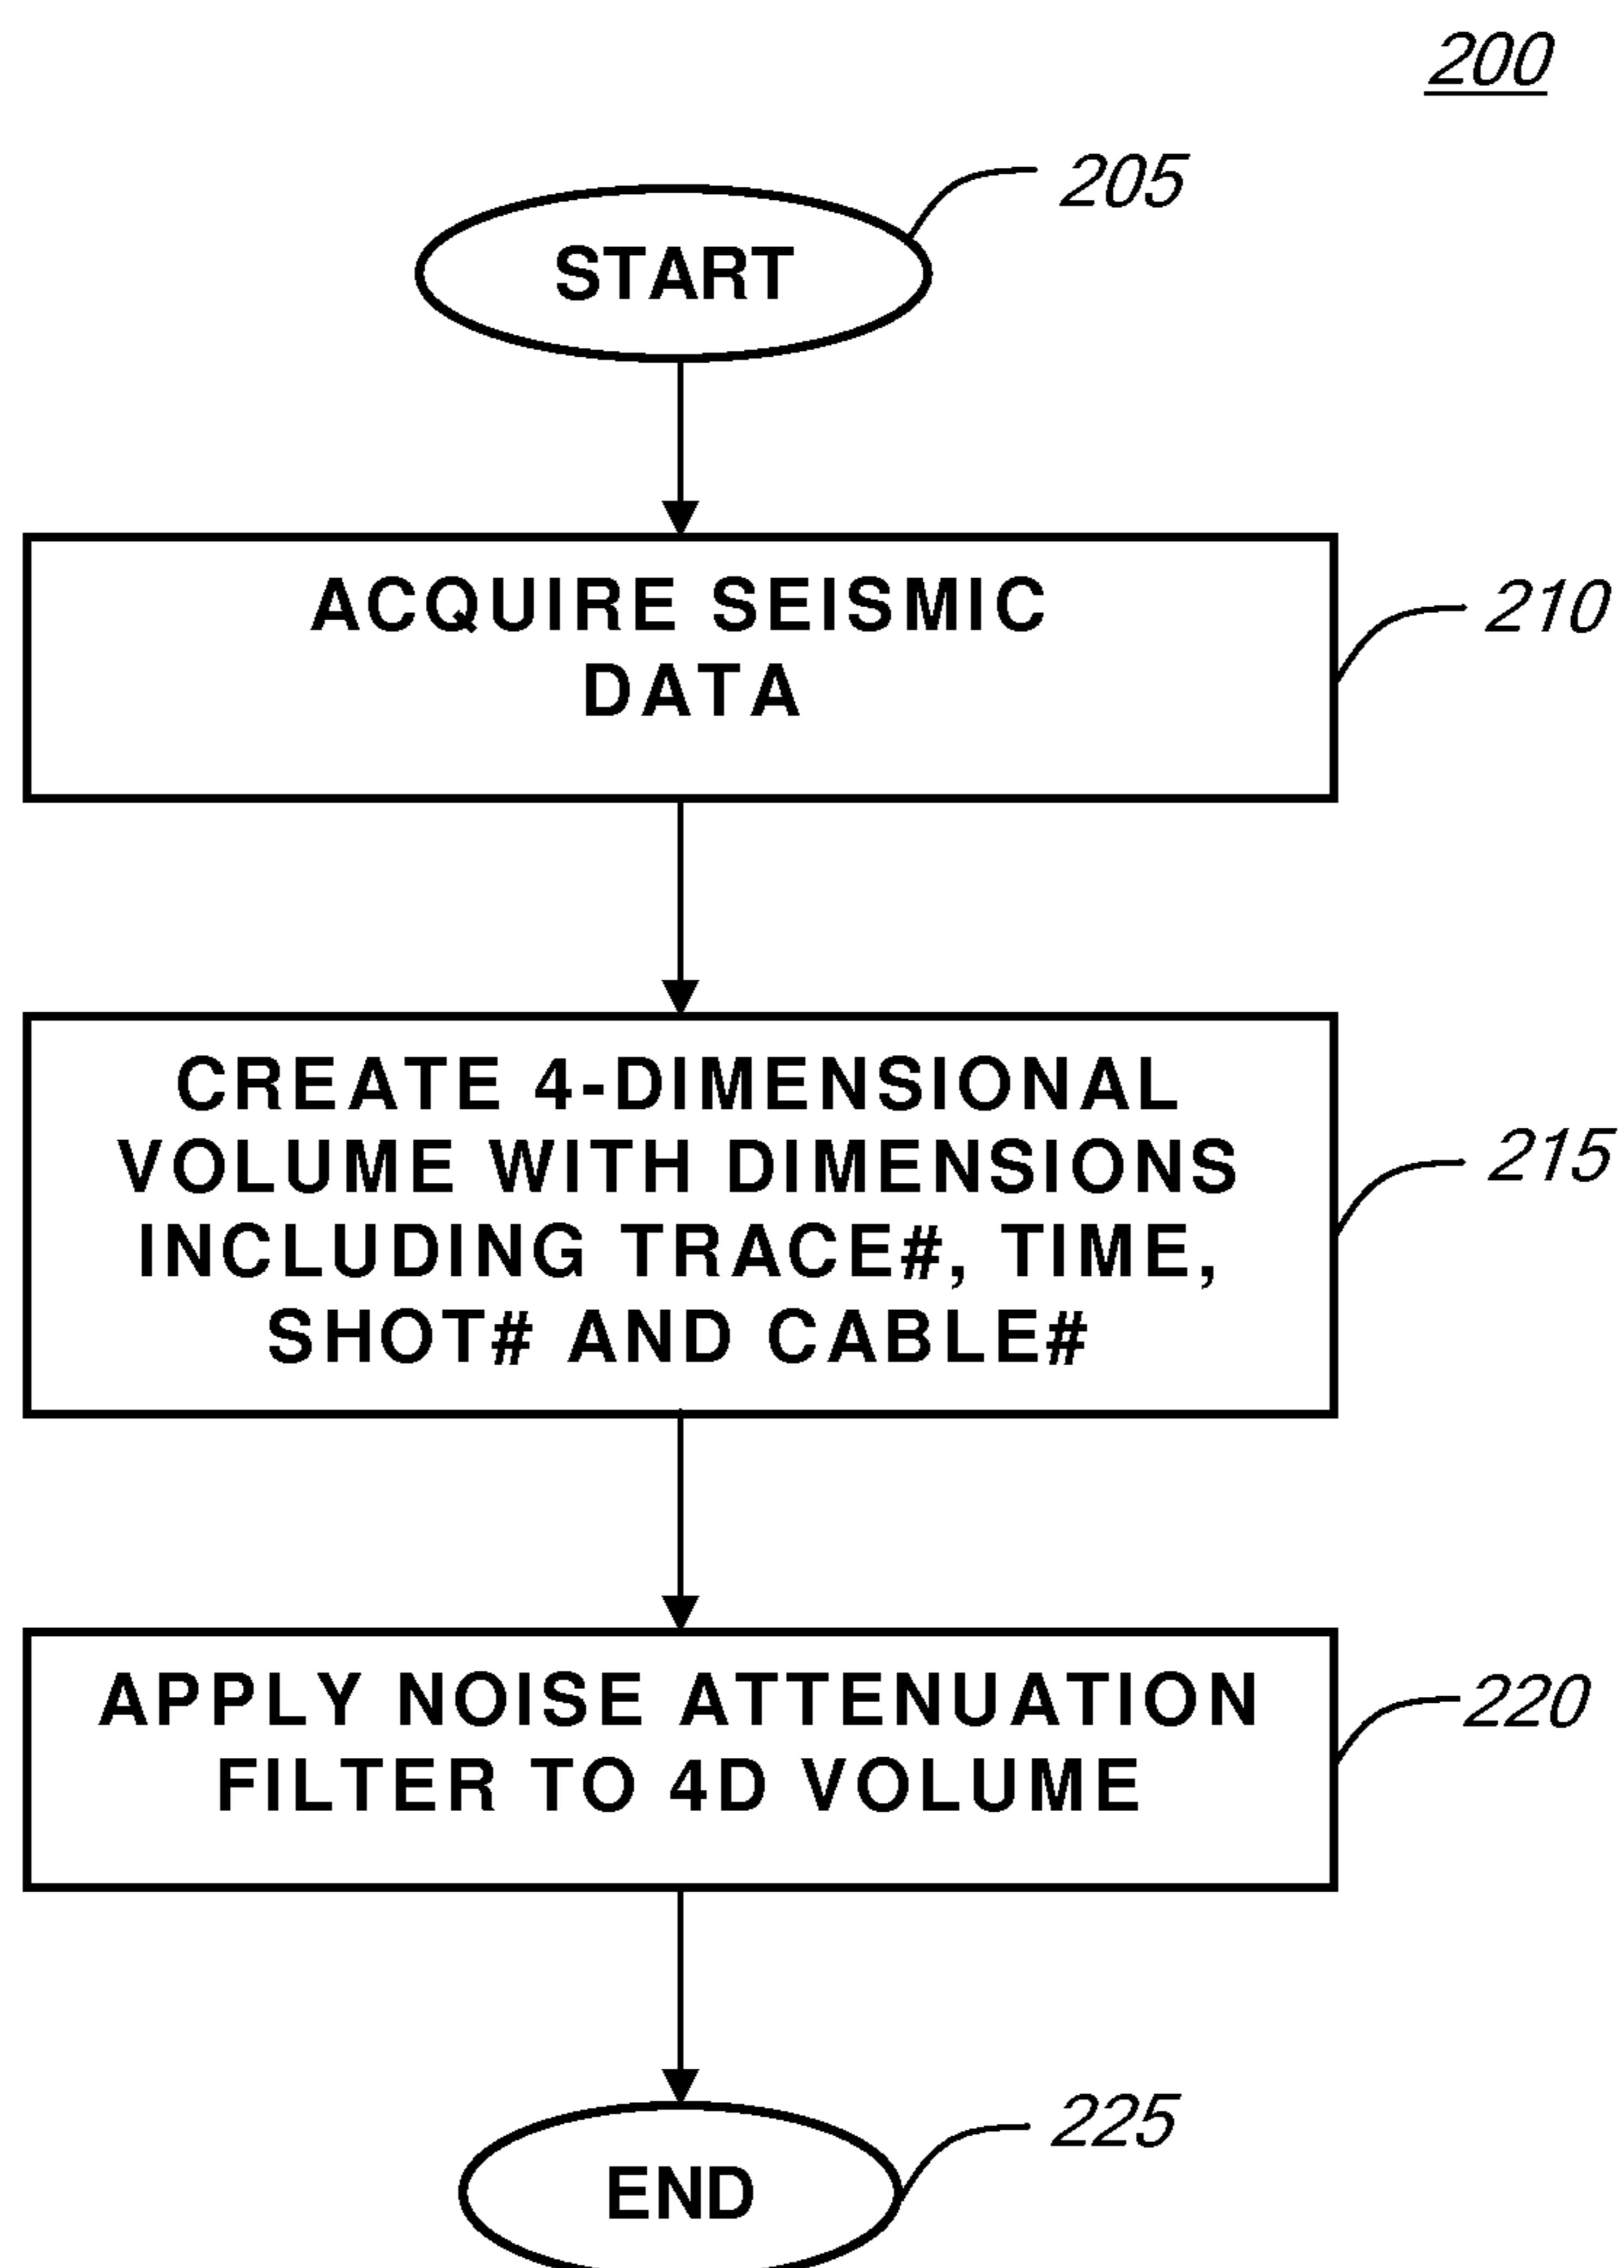 200
205
START
ACQUIRE SEISMIC
DATA
210
CREATE 4-DIMENSIONAL
VOLUME WITH DIMENSIONS
INCLUDING TRACE#, TIME,
SHOT# AND CABLE#
215
APPLY NOISE ATTENUATION
FILTER TO 4D VOLUME
220
END
225